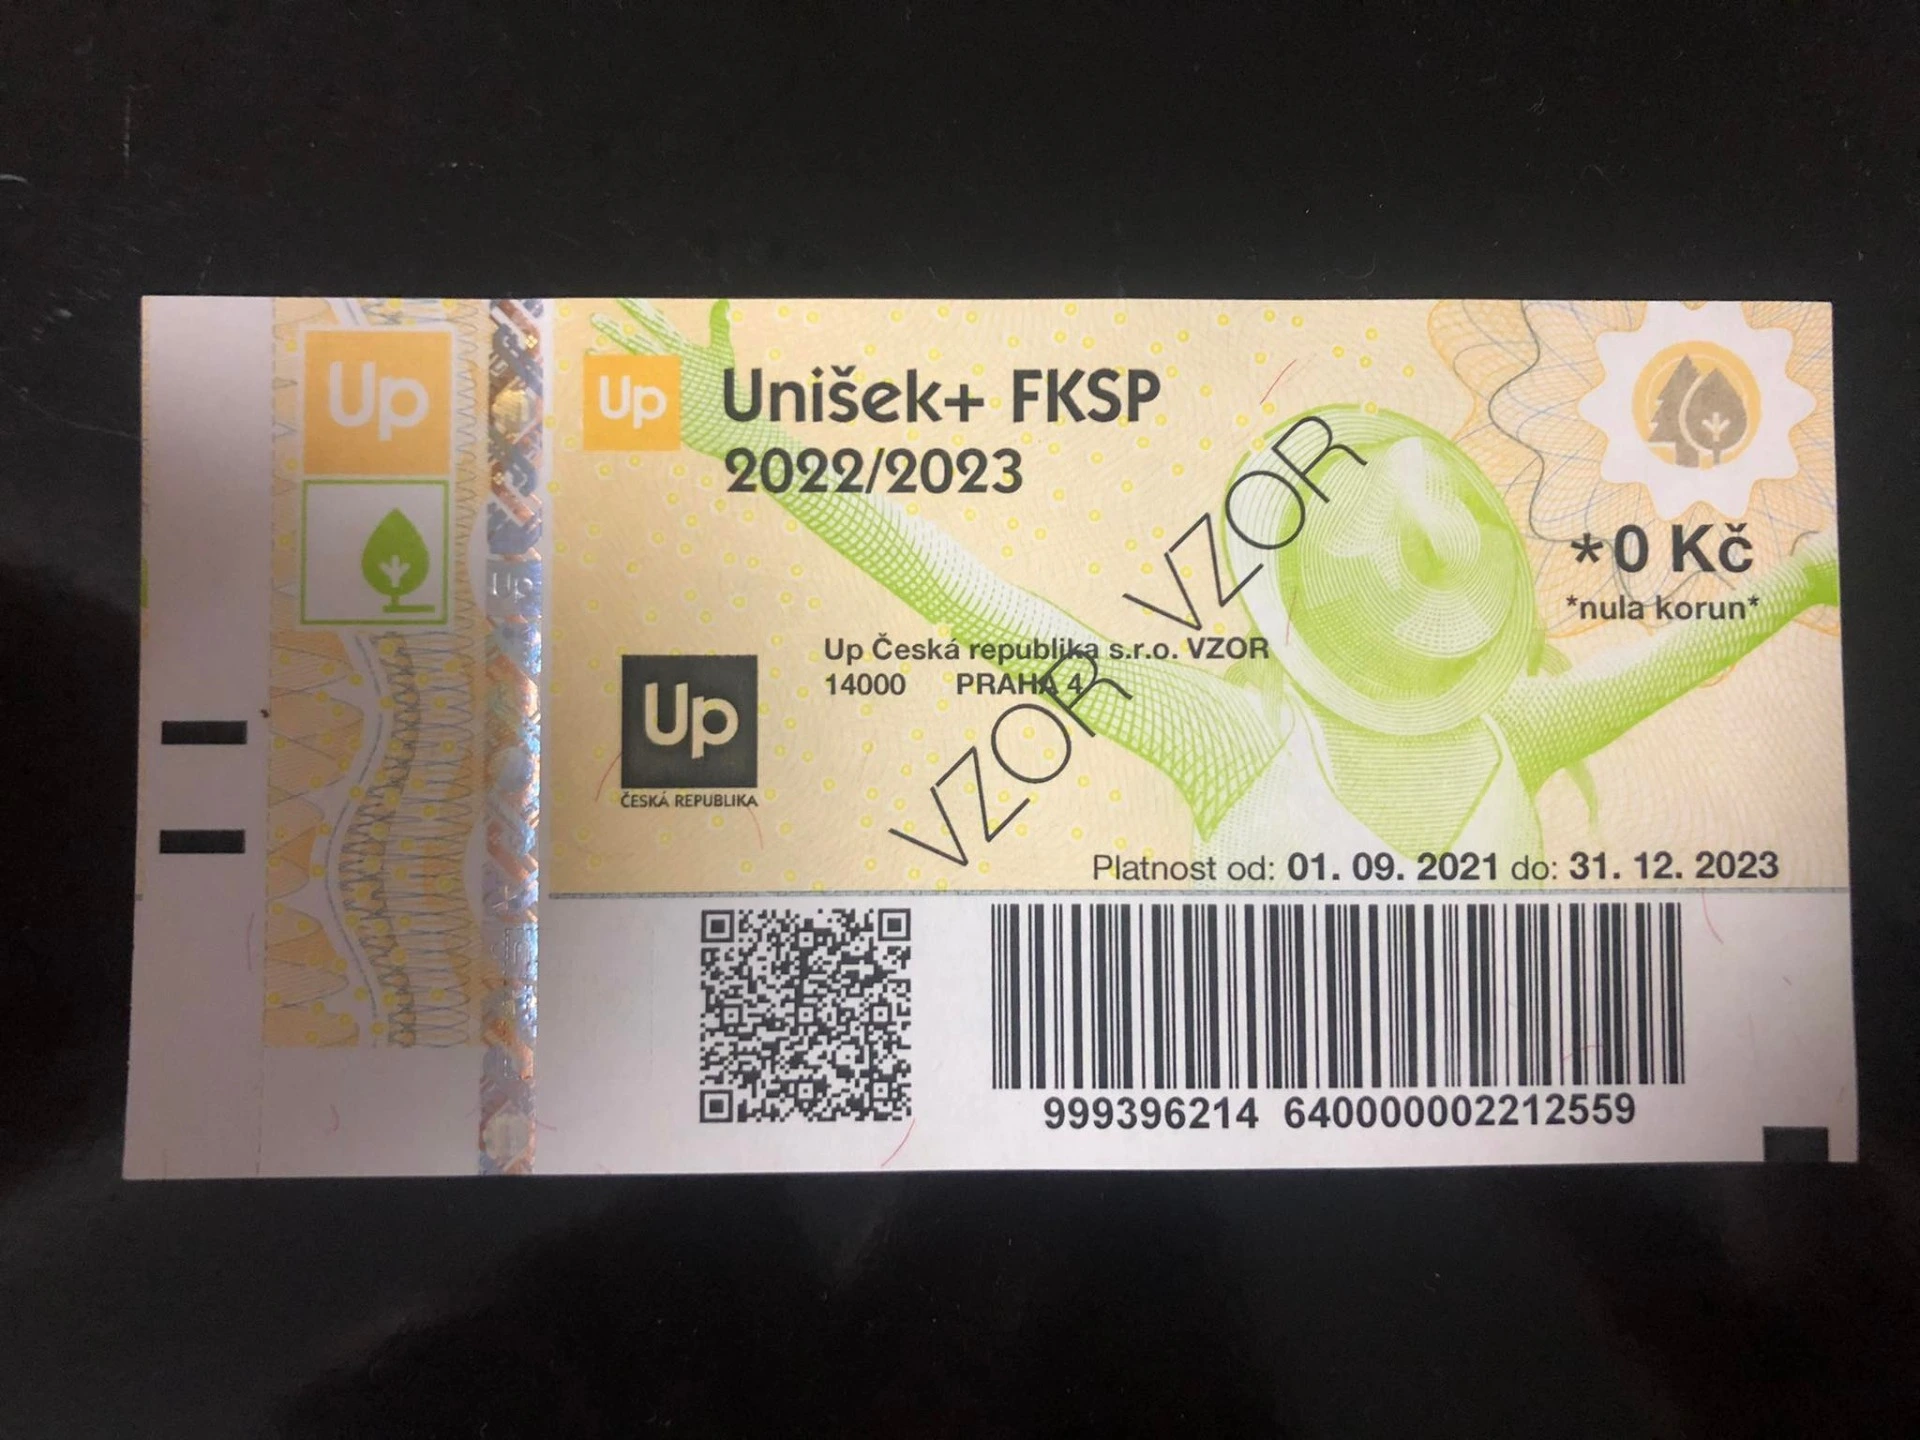 Up
Up
Unišek+ FKSP
2022/2023
VZOR
*0 Kč
*nula korun*
Up
Up Česká republika s.r.o. VZOR
14000 PRAHA 4
VZOR
Up
ČESKÁ REPUBLIKA
Platnost od: 01. 09. 2021 do: 31. 12. 2023
999396214 640000002212559